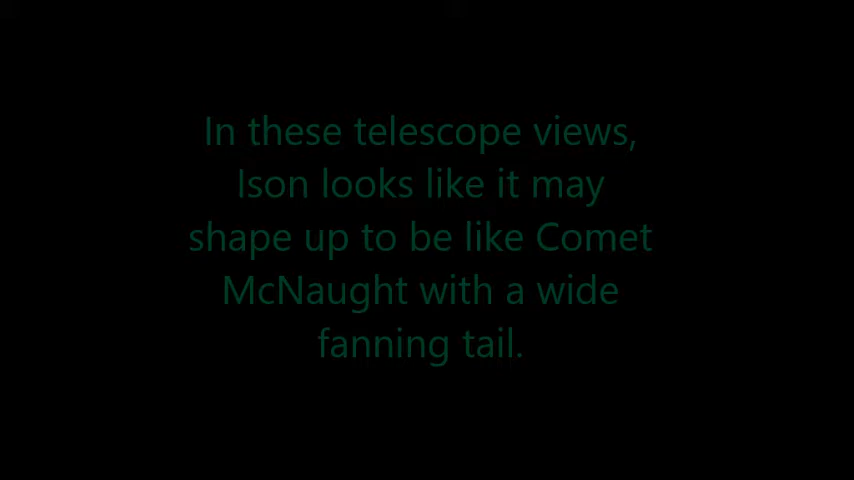 In these telescope views,
Ison looks like it may
shape up to be like Comet
McNaught with a wide
fanning tail.